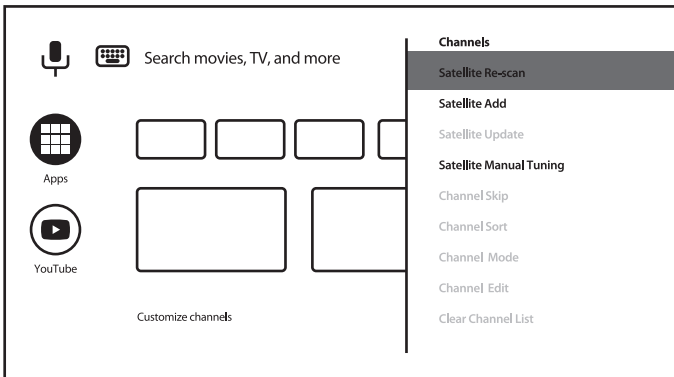 Search movies, TV, and more
Apps
YouTube
Customize channels
Channels
Satellite Re-scan
Satellite Add
Satellite Update
Satellite Manual Tuning
Channel Skip
Channel Sort
Channel Mode
Channel Edit
Clear Channel List